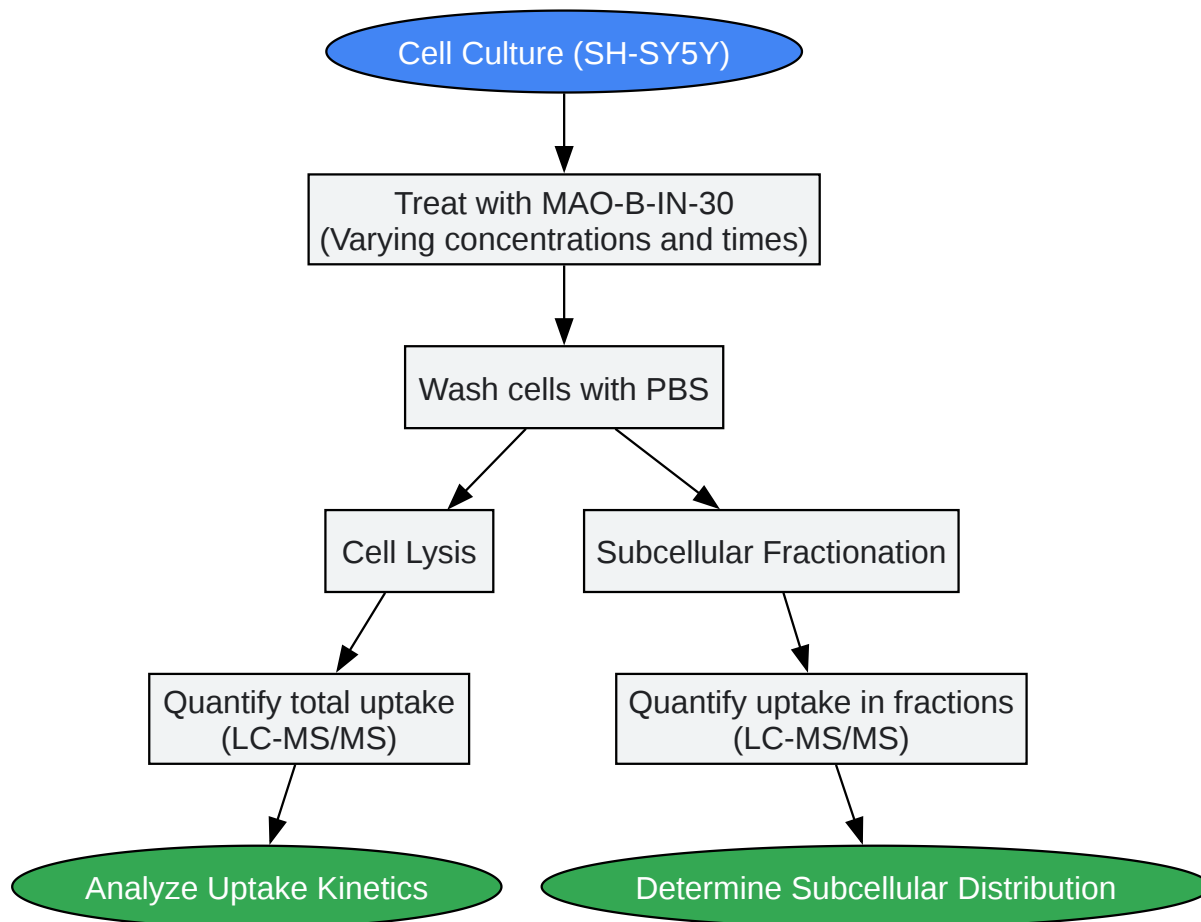 Cell Culture (SH-SY5Y)
Treat with MAO-B-IN-30
(Varying concentrations and times)
Wash cells with PBS
Cell Lysis
Subcellular Fractionation
Quantify total uptake
(LC-MS/MS)
Quantify uptake in fractions
(LC-MS/MS)
Analyze Uptake Kinetics
Determine Subcellular Distribution